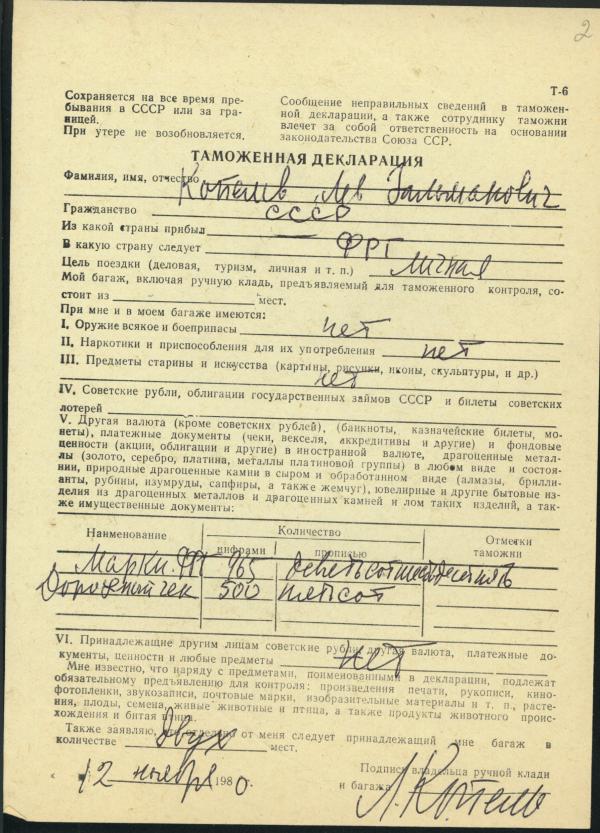 2
Т-6
Сохраняется на все время пре-
бывания в СССР или за гра-
ницей.
При утере не возобновляется.
Сообщение неправильных сведений в таможен-
ной декларации, а также сотруднику таможни
влечет за собой ответственность на основании
законодательства Союза ССР.
ТАМОЖЕННАЯ ДЕКЛАРАЦИЯ
Фамилия, имя, отчество Копелев Лев Зальманович
Гражданство СССР
Из какой страны прибыл
В какую страну следует ФРГ
Цель поездки (деловая, туризм, личная и т. п.) личная
Мой багаж, включая ручную кладь, предъявляемый для таможенного контроля, со-
стоит из мест.
При мне и в моем багаже имеются:
I. Оружие всякое и боеприпасы нет
II. Наркотики и приспособления для их употребления нет
III. Предметы старины и искусства (картины, рисунки, иконы, скульптуры, и др.)
нет
IV. Советские рубли, облигации государственных займов СССР и билеты советских
лотерей
V. Другая валюта (кроме советских рублей), (банкноты, казначейские билеты, мо-
неты), платежные документы (чеки, векселя, аккредитивы и другие) и фондовые
ценности (акции, облигации и другие) в иностранной валюте, драгоценные метал-
лы (золото, серебро, платина, металлы платиновой группы) в любом виде и состоя-
нии, природные драгоценные камни в сыром и обработанном виде (алмазы, брилли-
анты, рубины, изумруды, сапфиры, а также жемчуг), ювелирные и другие бытовые из-
делия из драгоценных металлов и драгоценных камней и лом таких изделий, а так-
же имущественные документы:
Наименование Количество Отметки
таможни
цифрами прописью
Марки ФРГ 965 девятьсот шестьдесят пять
Дорожный чек 500 пятьсот
VI. Принадлежащие другим лицам советские рубли, другая валюта, платежные до-
кументы, ценности и любые предметы нет
Мне известно, что наряду с предметами, поименованными в декларации, подлежат
обязательному предъявлению для контроля: произведения печати, рукописи, кино-
фотопленки, звукозаписи, почтовые марки, изобразительные материалы и т. п., расте-
ния, плоды, семена, живые животные и птица, а также продукты животного проис-
хождения и битая птица.
Также заявляю, что отдельно от меня следует принадлежащий мне багаж в
количестве двух мест.
12 ноября 1980 г.
Подпись владельца ручной клади
и багажа Л. Копелев